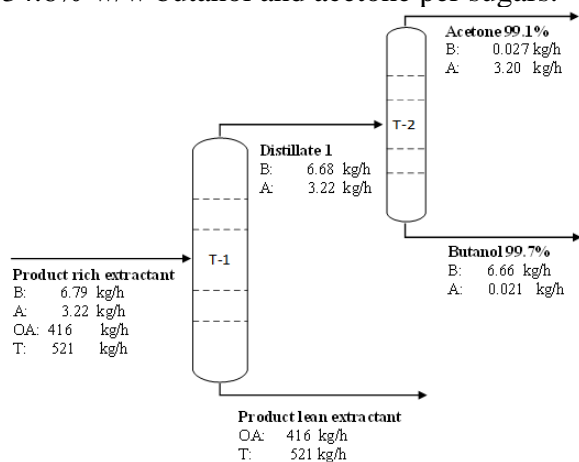 Acetone 99.1%
B: 0.027 kg/h
A: 3.20 kg/h
T-2
Distillate 1
B: 6.68 kg/h
A: 3.22 kg/h
T-1
Butanol 99.7%
B: 6.66 kg/h
A: 0.021 kg/h
Product rich extractant
B: 6.79 kg/h
A: 3.22 kg/h
OA: 416 kg/h
T: 521 kg/h
Product lean extractant
OA: 416 kg/h
T: 521 kg/h